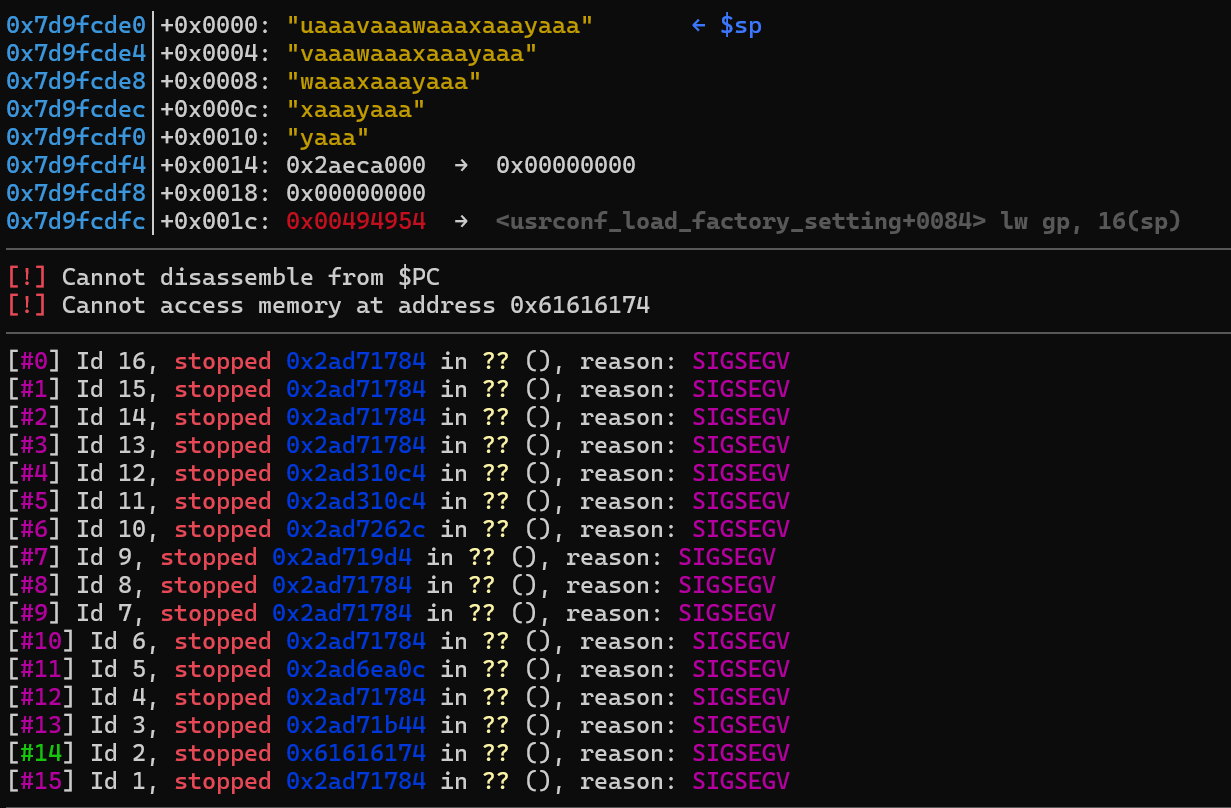 0x7d9fcde0│+0x0000: "uaaavaaawaaaxaaayaaa"       ← $sp
0x7d9fcde4│+0x0004: "vaaawaaaxaaayaaa"
0x7d9fcde8│+0x0008: "waaaxaaayaaa"
0x7d9fcdec│+0x000c: "xaaayaaa"
0x7d9fcdf0│+0x0010: "yaaa"
0x7d9fcdf4│+0x0014: 0x2aeca000  →  0x00000000
0x7d9fcdf8│+0x0018: 0x00000000
0x7d9fcdfc│+0x001c: 0x00494954  →  <usrconf_load_factory_setting+0084> lw gp, 16(sp)
[!] Cannot disassemble from $PC
[!] Cannot access memory at address 0x61616174
[#0] Id 16, stopped 0x2ad71784 in ?? (), reason: SIGSEGV
[#1] Id 15, stopped 0x2ad71784 in ?? (), reason: SIGSEGV
[#2] Id 14, stopped 0x2ad71784 in ?? (), reason: SIGSEGV
[#3] Id 13, stopped 0x2ad71784 in ?? (), reason: SIGSEGV
[#4] Id 12, stopped 0x2ad310c4 in ?? (), reason: SIGSEGV
[#5] Id 11, stopped 0x2ad310c4 in ?? (), reason: SIGSEGV
[#6] Id 10, stopped 0x2ad7262c in ?? (), reason: SIGSEGV
[#7] Id 9, stopped 0x2ad719d4 in ?? (), reason: SIGSEGV
[#8] Id 8, stopped 0x2ad71784 in ?? (), reason: SIGSEGV
[#9] Id 7, stopped 0x2ad71784 in ?? (), reason: SIGSEGV
[#10] Id 6, stopped 0x2ad71784 in ?? (), reason: SIGSEGV
[#11] Id 5, stopped 0x2ad6ea0c in ?? (), reason: SIGSEGV
[#12] Id 4, stopped 0x2ad71784 in ?? (), reason: SIGSEGV
[#13] Id 3, stopped 0x2ad71b44 in ?? (), reason: SIGSEGV
[#14] Id 2, stopped 0x61616174 in ?? (), reason: SIGSEGV
[#15] Id 1, stopped 0x2ad71784 in ?? (), reason: SIGSEGV